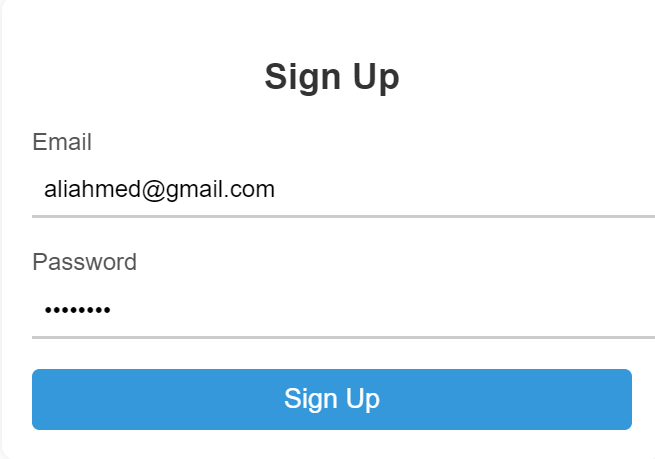 Sign Up
Email
aliahmed@gmail.com
Password
••••••••
Sign Up